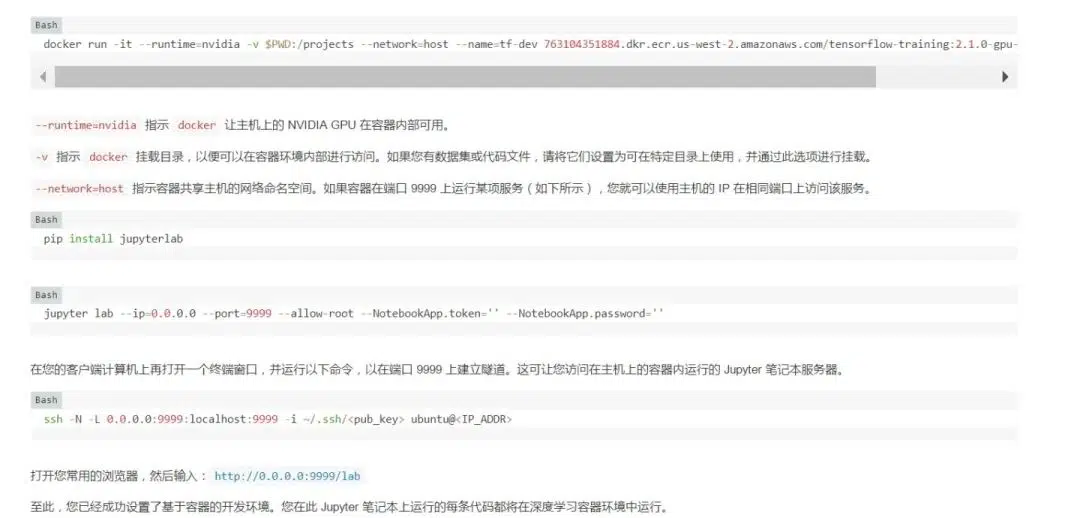 Bash
docker run -it --runtime=nvidia -v $PWD:/projects --network=host --name=tf-dev 763104351884.dkr.ecr.us-west-2.amazonaws.com/tensorflow-training:2.1.0-gpu-
--runtime=nvidia 指示 docker 让主机上的 NVIDIA GPU 在容器内部可用。
-v 指示 docker 挂载目录，以便可以在容器环境内部进行访问。如果您有数据集或代码文件，请将它们设置为可在特定目录上使用，并通过此选项进行挂载。
--network=host 指示容器共享主机的网络命名空间。如果容器在端口 9999 上运行某项服务（如下所示），您就可以使用主机的 IP 在相同端口上访问该服务。
Bash
pip install jupyterlab
Bash
jupyter lab --ip=0.0.0.0 --port=9999 --allow-root --NotebookApp.token='' --NotebookApp.password=''
在您的客户端计算机上再打开一个终端窗口，并运行以下命令，以在端口 9999 上建立隧道。这可让您访问在主机上的容器内运行的 Jupyter 笔记本服务器。
Bash
ssh -N -L 0.0.0.0:9999:localhost:9999 -i ~/.ssh/<pub_key> ubuntu@<IP_ADDR>
打开您常用的浏览器，然后输入： http://0.0.0.0:9999/lab
至此，您已经成功设置了基于容器的开发环境。您在此 Jupyter 笔记本上运行的每条代码都将在深度学习容器环境中运行。